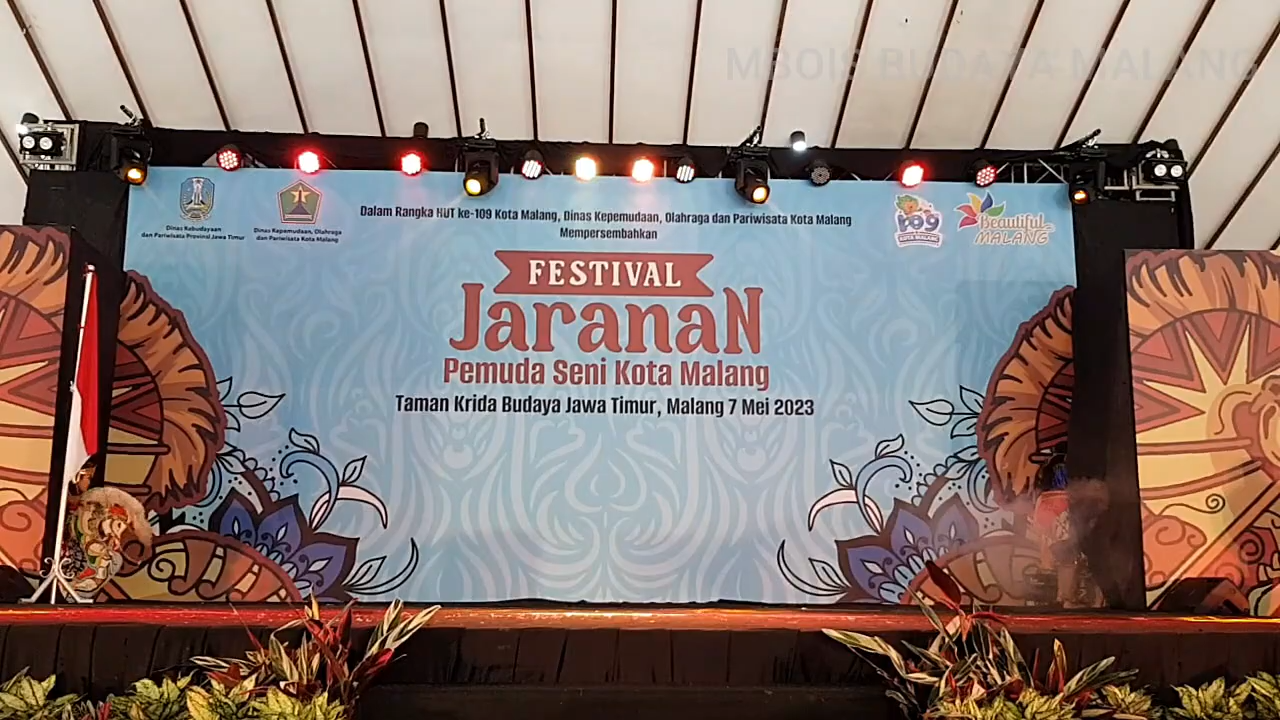 MBOIS BUDAYA MALANG
Dinas Kebudayaan
dan Pariwisata Provinsi Jawa Timur
Dinas Kepemudaan, Olahraga
dan Pariwisata Kota Malang
Dalam Rangka HUT ke-109 Kota Malang, Dinas Kepemudaan, Olahraga dan Pariwisata Kota Malang
Mempersembahkan
109
KOTA MALANG
Beautiful
MALANG
FESTIVAL
JaranaN
Pemuda Seni Kota Malang
Taman Krida Budaya Jawa Timur, Malang 7 Mei 2023